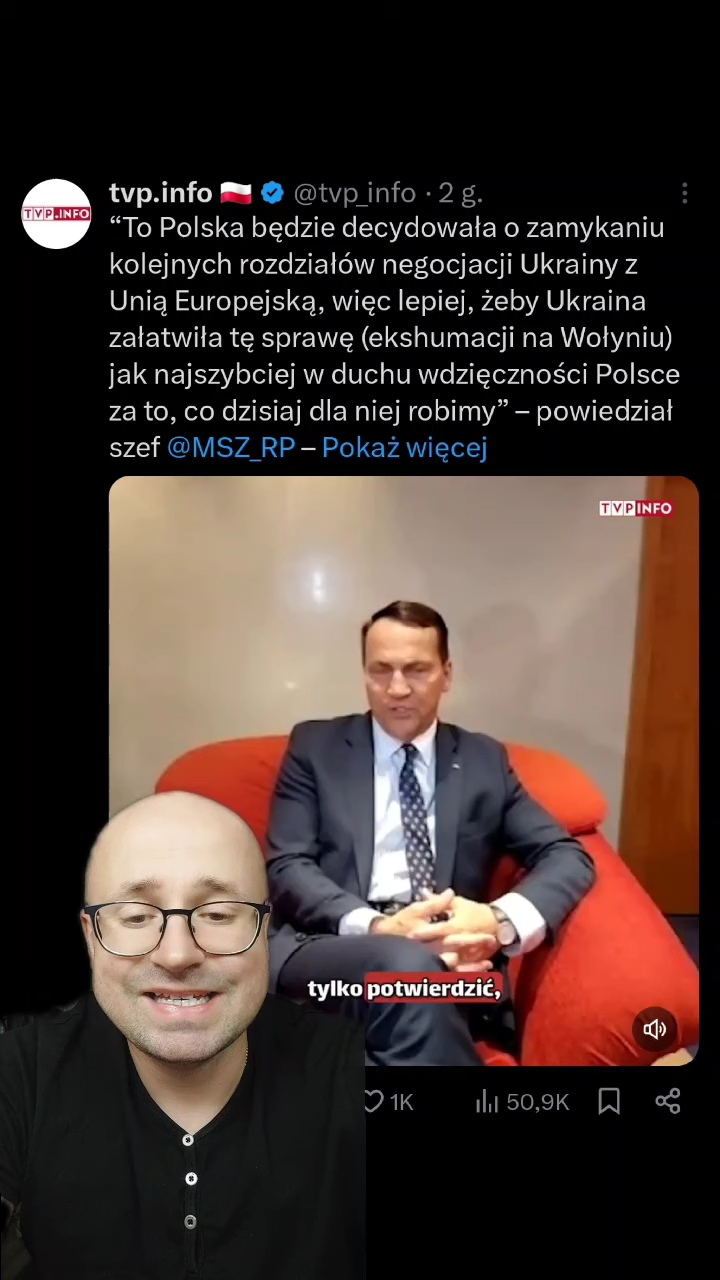 TVP.INFO
tvp.info 🇵🇱 @tvp_info · 2 g.
“To Polska będzie decydowała o zamykaniu
kolejnych rozdziałów negocjacji Ukrainy z
Unią Europejską, więc lepiej, żeby Ukraina
załatwiła tę sprawę (ekshumacji na Wołyniu)
jak najszybciej w duchu wdzięczności Polsce
za to, co dzisiaj dla niej robimy” – powiedział
szef @MSZ_RP – Pokaż więcej
TVP INFO
tylko potwierdzić,
1K 50,9K